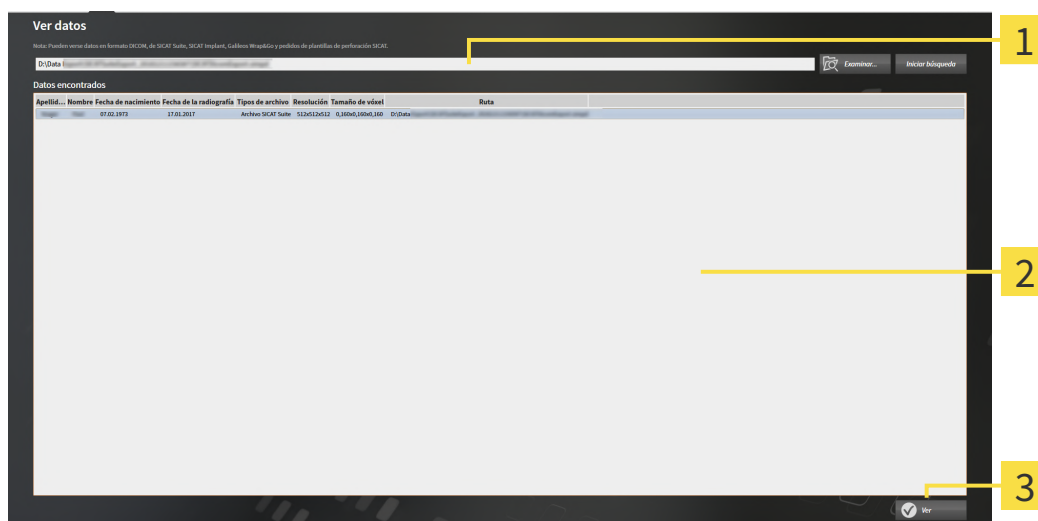 Ver datos
Nota: Pueden verse datos en formato DICOM, de SICAT Suite, SICAT Implant, Galileos Wrap&Go y pedidos de plantillas de perforación SICAT.
1
D:\Data
Examinar...
Iniciar búsqueda
Datos encontrados
Apellid... Nombre Fecha de nacimiento Fecha de la radiografía Tipos de archivo Resolución Tamaño de vóxel Ruta
07.02.1973 17.01.2017 Archivo SICAT Suite 512x512x512 0,160x0,160x0,160 D:\Data
2
3
Ver